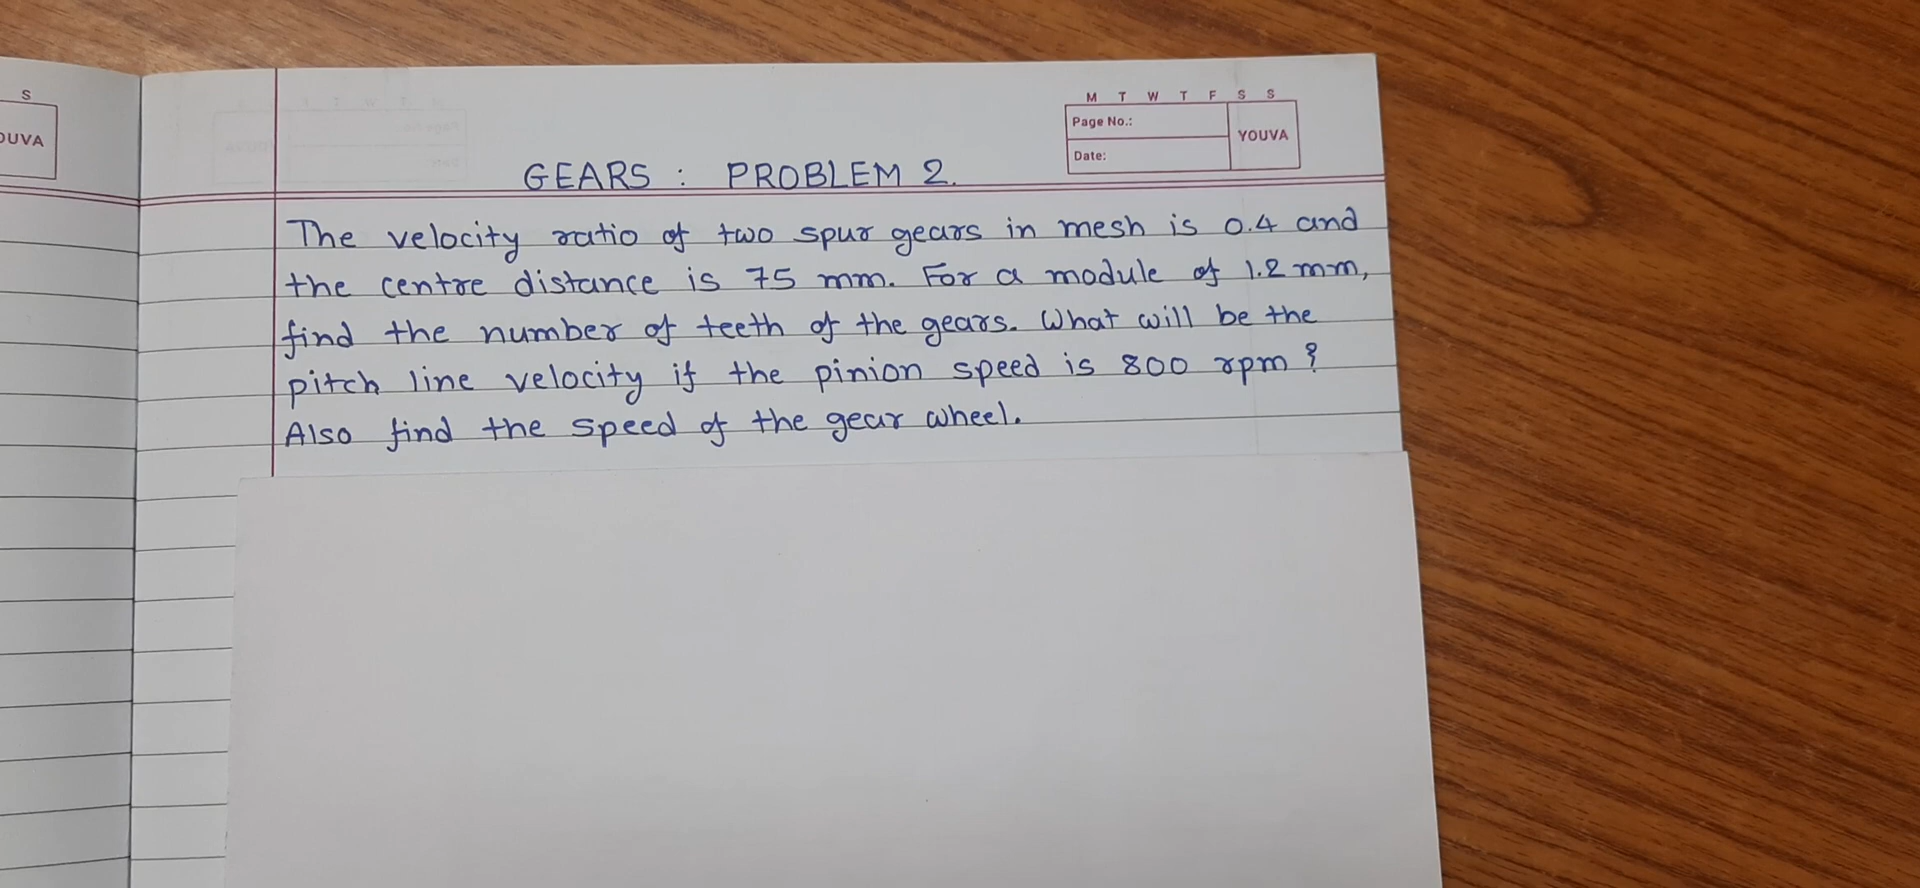 S
OUVA
M T W T F S S
Page No.:
YOUVA
Date:
GEARS : PROBLEM 2.
The velocity ratio of two spur gears in mesh is 0.4 and
the centre distance is 75 mm. For a module of 1.2 mm,
find the number of teeth of the gears. What will be the
pitch line velocity if the pinion speed is 800 rpm ?
Also find the speed of the gear wheel.